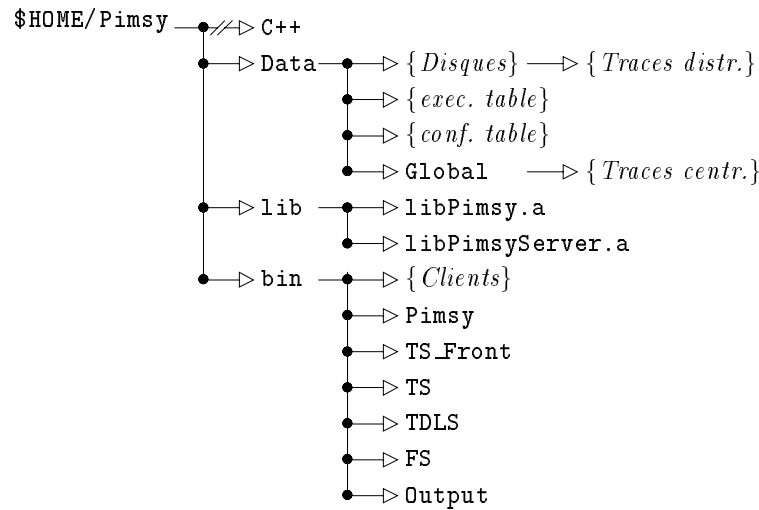 $HOME/Pimsy C++
Data {Disques} {Traces distr.}
{exec. table}
{conf. table}
Global {Traces centr.}
lib libPimsy.a
libPimsyServer.a
bin {Clients}
Pimsy
TS_Front
TS
TDLS
FS
Output